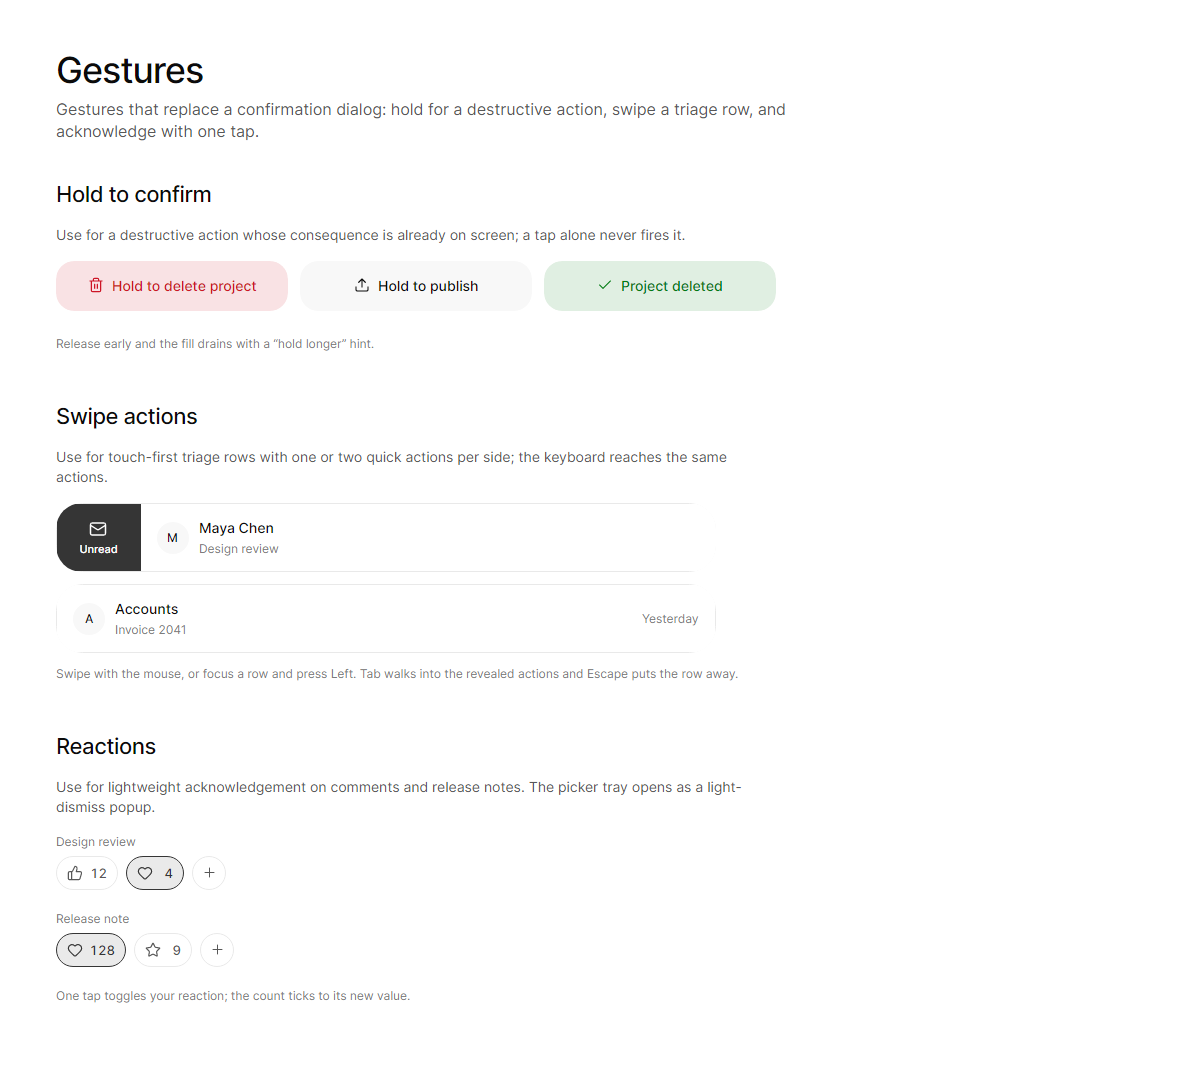 Gestures
Gestures that replace a confirmation dialog: hold for a destructive action, swipe a triage row, and
acknowledge with one tap.
Hold to confirm
Use for a destructive action whose consequence is already on screen; a tap alone never fires it.
Hold to delete project
Hold to publish
Project deleted
Release early and the fill drains with a “hold longer” hint.
Swipe actions
Use for touch-first triage rows with one or two quick actions per side; the keyboard reaches the same
actions.
Unread
M
Maya Chen
Design review
A
Accounts
Invoice 2041
Yesterday
Swipe with the mouse, or focus a row and press Left. Tab walks into the revealed actions and Escape puts the row away.
Reactions
Use for lightweight acknowledgement on comments and release notes. The picker tray opens as a light-
dismiss popup.
Design review
12
4
Release note
128
9
One tap toggles your reaction; the count ticks to its new value.